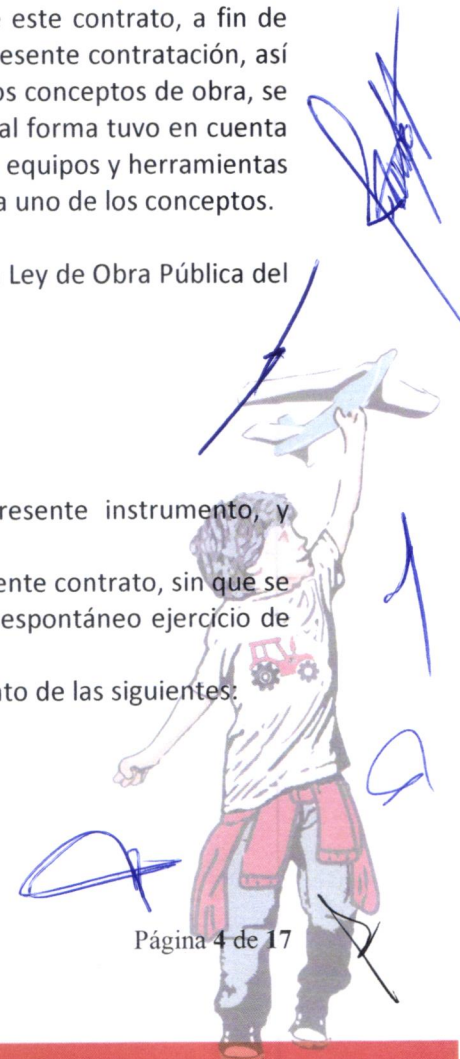 este contrato, a fin de
esente contratación, así
os conceptos de obra, se
al forma tuvo en cuenta
equipos y herramientas
a uno de los conceptos.
Ley de Obra Pública del
resente instrumento, y
ente contrato, sin que se
espontáneo ejercicio de
to de las siguientes:
Página 4 de 17